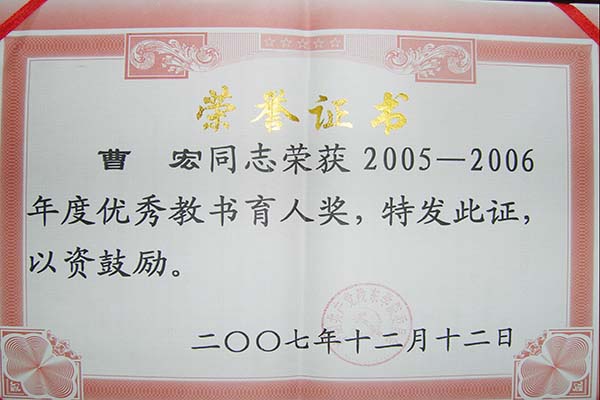 荣誉证书
曹 宏同志荣获 2005—2006
年度优秀教书育人奖，特发此证，
以资鼓励。
二〇〇七年十二月十二日